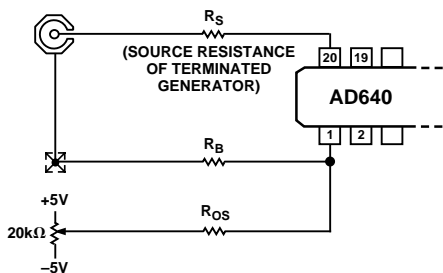 R_S
(SOURCE RESISTANCE
OF TERMINATED
GENERATOR)
20 19
AD640
1 2
R_B
+5V
R_OS
20kΩ
–5V